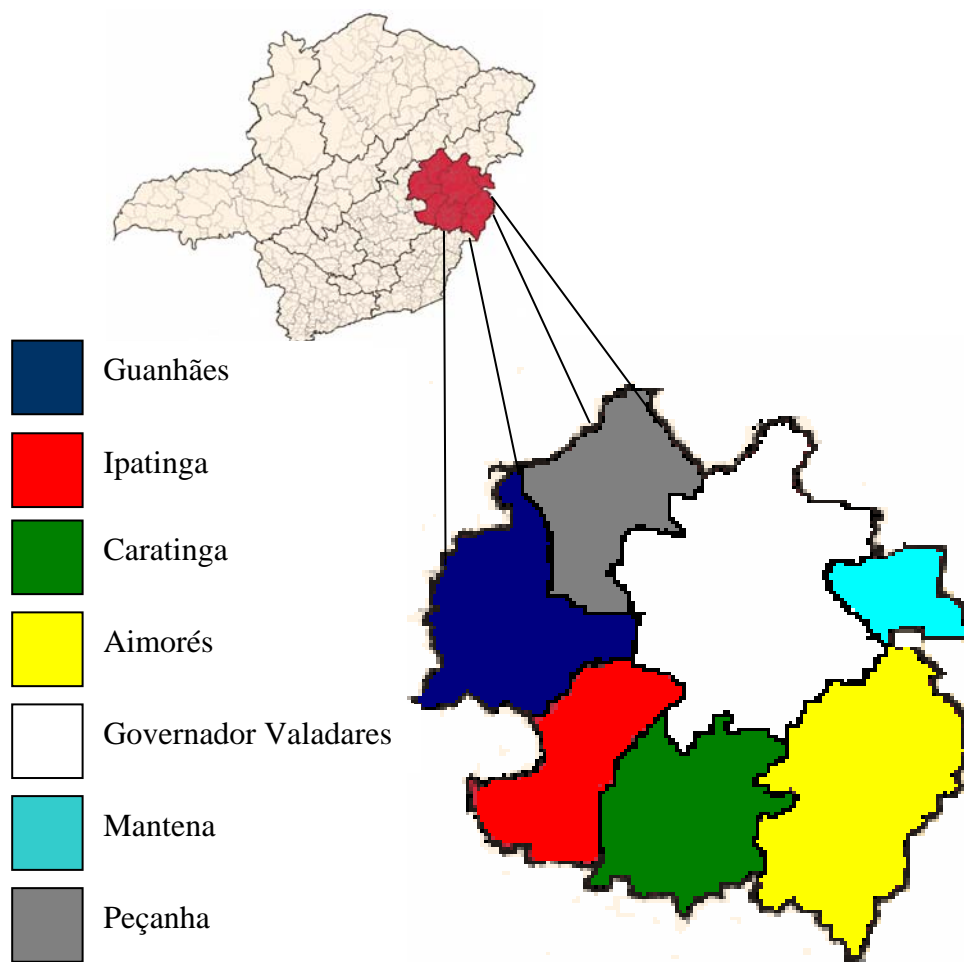 Guanhães
Ipatinga
Caratinga
Aimorés
Governador Valadares
Mantena
Peçanha